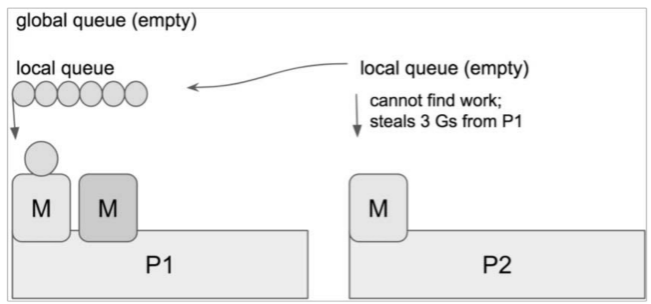 global queue (empty)
local queue
local queue (empty)
cannot find work;
steals 3 Gs from P1
M
M
M
P1
P2